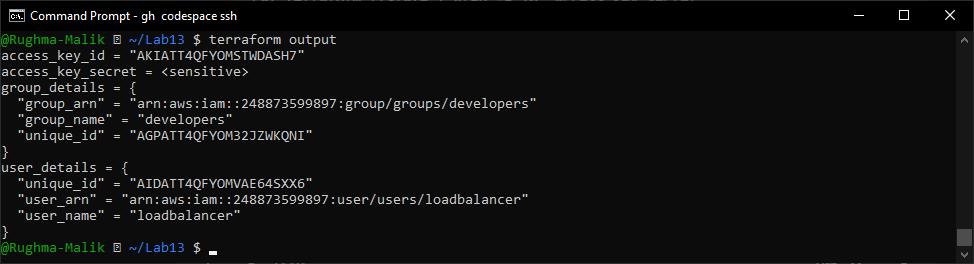 Command Prompt - gh  codespace ssh
@Rughma-Malik ~/Lab13 $ terraform output
access_key_id = "AKIATT4QFYOMSTWDASH7"
access_key_secret = <sensitive>
group_details = {
  "group_arn" = "arn:aws:iam::248873599897:group/groups/developers"
  "group_name" = "developers"
  "unique_id" = "AGPATT4QFYOM32JZWKQNI"
}
user_details = {
  "unique_id" = "AIDATT4QFYOMVAE64SXX6"
  "user_arn" = "arn:aws:iam::248873599897:user/users/loadbalancer"
  "user_name" = "loadbalancer"
}
@Rughma-Malik ~/Lab13 $